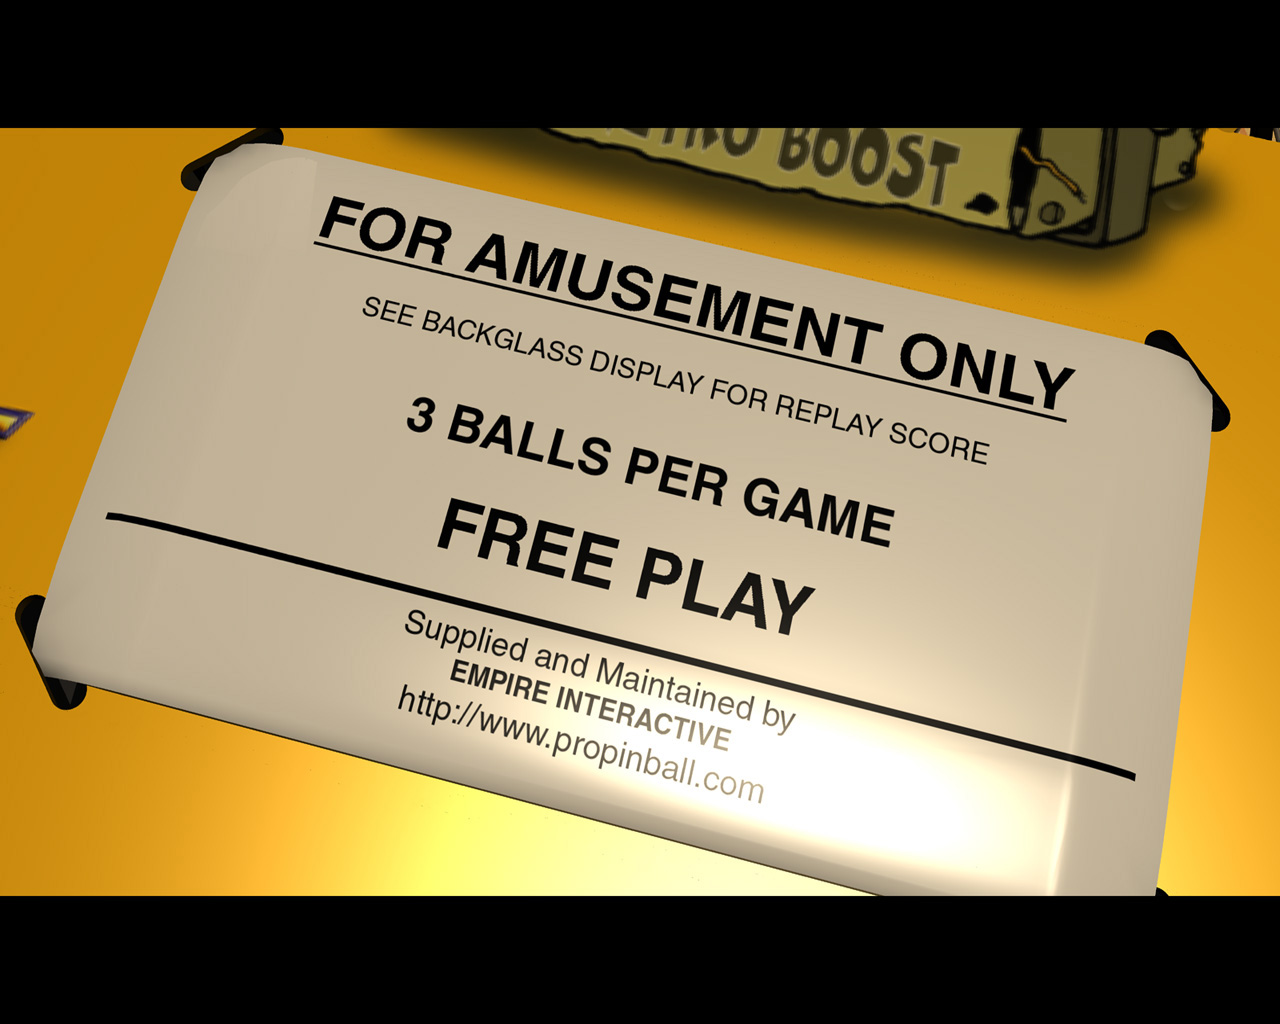 BOOST
FOR AMUSEMENT ONLY
SEE BACKGLASS DISPLAY FOR REPLAY SCORE
3 BALLS PER GAME
FREE PLAY
Supplied and Maintained by
EMPIRE INTERACTIVE
http://www.propinball.com